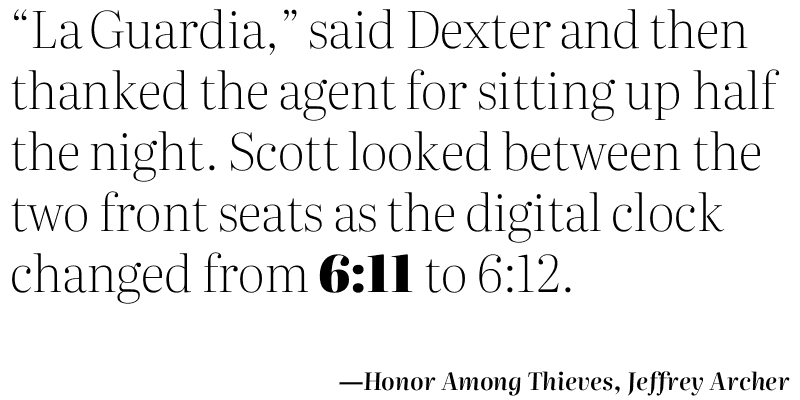 “La Guardia,” said Dexter and then
thanked the agent for sitting up half
the night. Scott looked between the
two front seats as the digital clock
changed from 6:11 to 6:12.
—Honor Among Thieves, Jeffrey Archer